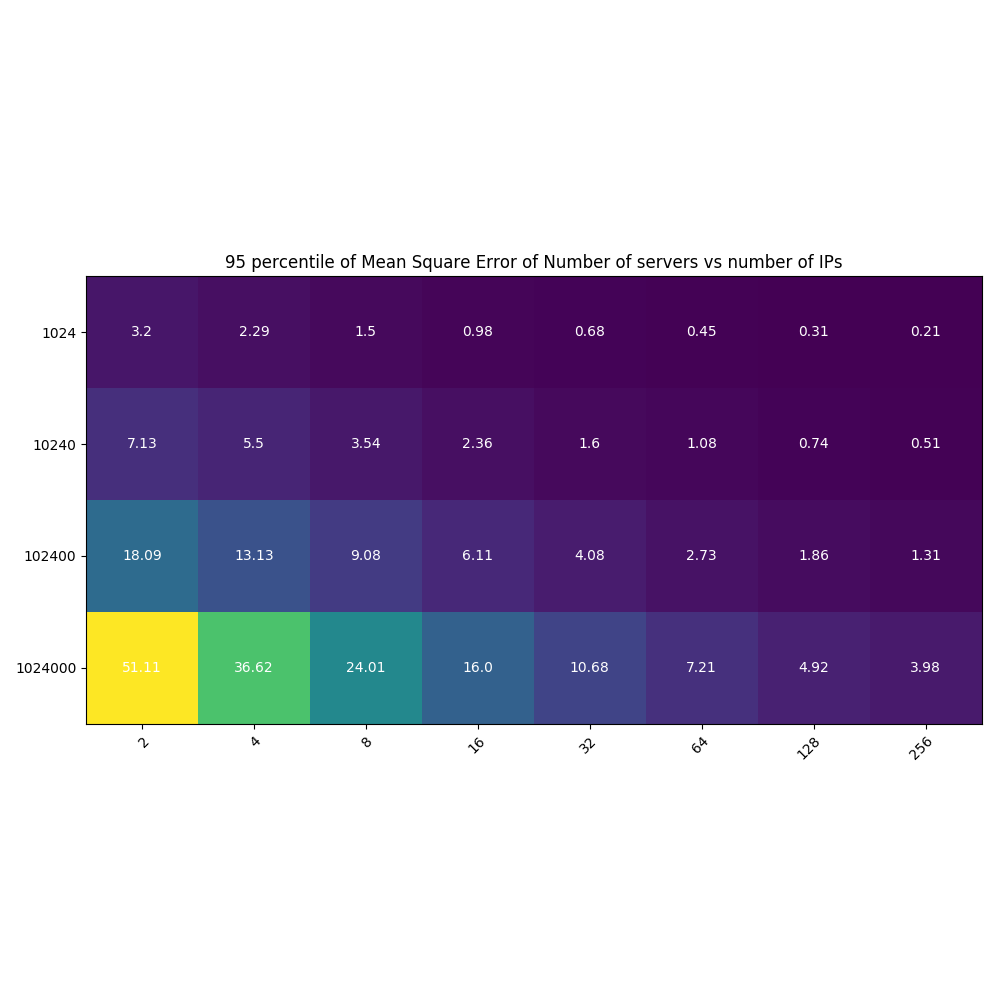 95 percentile of Mean Square Error of Number of servers vs number of IPs
1024 3.2 2.29 1.5 0.98 0.68 0.45 0.31 0.21
10240 7.13 5.5 3.54 2.36 1.6 1.08 0.74 0.51
102400 18.09 13.13 9.08 6.11 4.08 2.73 1.86 1.31
1024000 51.11 36.62 24.01 16.0 10.68 7.21 4.92 3.98
2 4 8 16 32 64 128 256